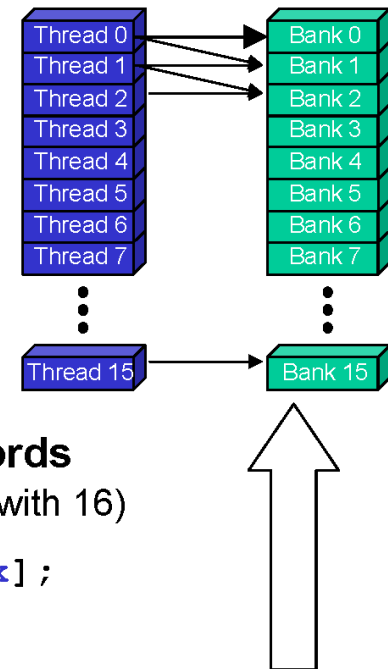 Thread 0
Thread 1
Thread 2
Thread 3
Thread 4
Thread 5
Thread 6
Thread 7
Thread 15
Bank 0
Bank 1
Bank 2
Bank 3
Bank 4
Bank 5
Bank 6
Bank 7
Bank 15
with 16)
];